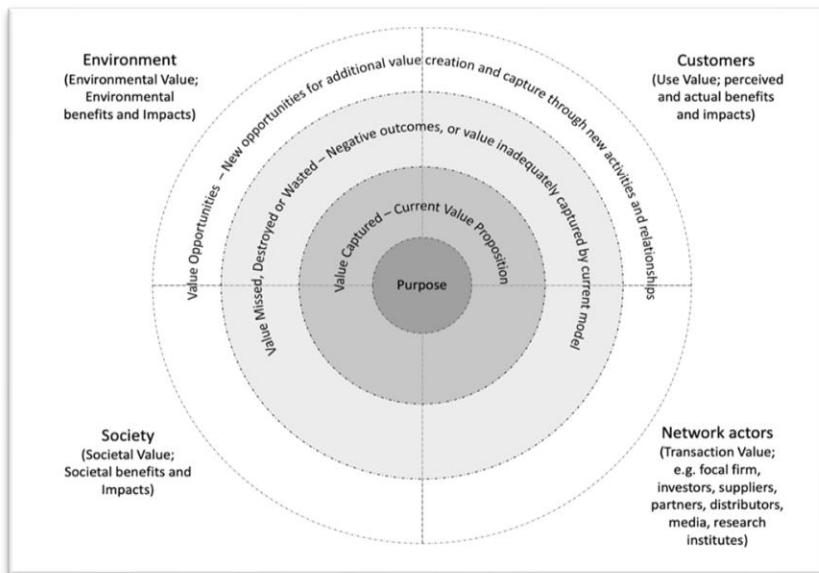 Environment
(Environmental Value;
Environmental
benefits and Impacts)
Customers
(Use Value; perceived
and actual benefits
and impacts)
Value Opportunities – New opportunities for additional value creation and capture through new activities and relationships
Value Missed, Destroyed or Wasted – Negative outcomes, or value inadequately captured by current model
Value Captured – Current Value Proposition
Purpose
Society
(Societal Value;
Societal benefits and
Impacts)
Network actors
(Transaction Value;
e.g. focal firm,
investors, suppliers,
partners, distributors,
media, research
institutes)